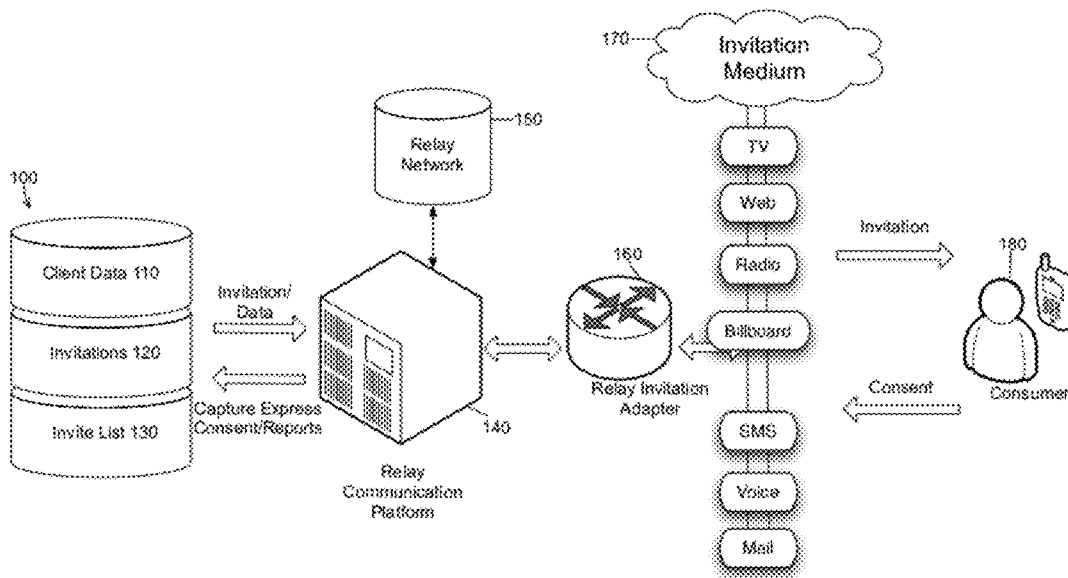 170
Invitation
Medium
150
Relay
Network
TV
100
Web
Invitation
Client Data 110
160
Radio
180
Invitation/
Data
Invitations 120
Billboard
Relay Invitation
Adapter
Consent
Consumer
Capture Express
Consent/Reports
140
Invite List 130
SMS
Relay
Communication
Platform
Voice
Mail